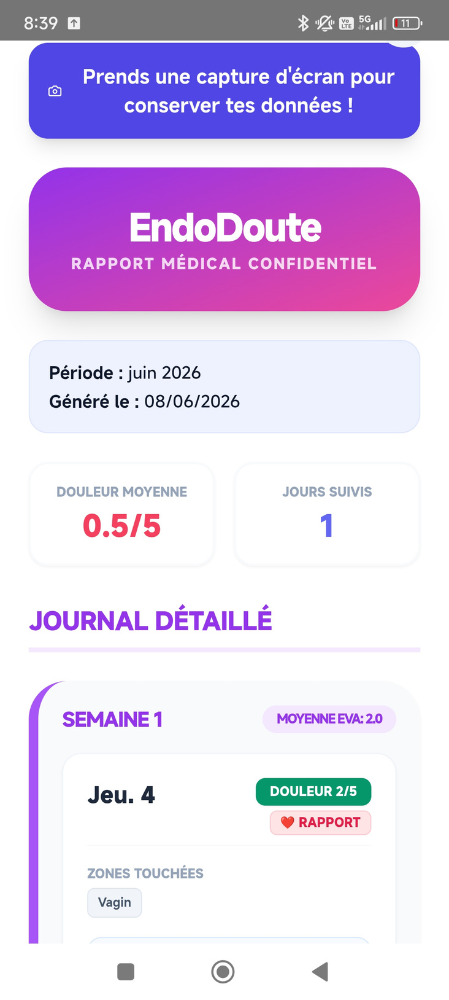 8:39
Vo LTE
5G
11
Prends une capture d'écran pour
conserver tes données !
EndoDoute
RAPPORT MÉDICAL CONFIDENTIEL
Période : juin 2026
Généré le : 08/06/2026
DOULEUR MOYENNE
0.5/5
JOURS SUIVIS
1
JOURNAL DÉTAILLÉ
SEMAINE 1
MOYENNE EVA: 2.0
Jeu. 4
DOULEUR 2/5
❤️ RAPPORT
ZONES TOUCHÉES
Vagin